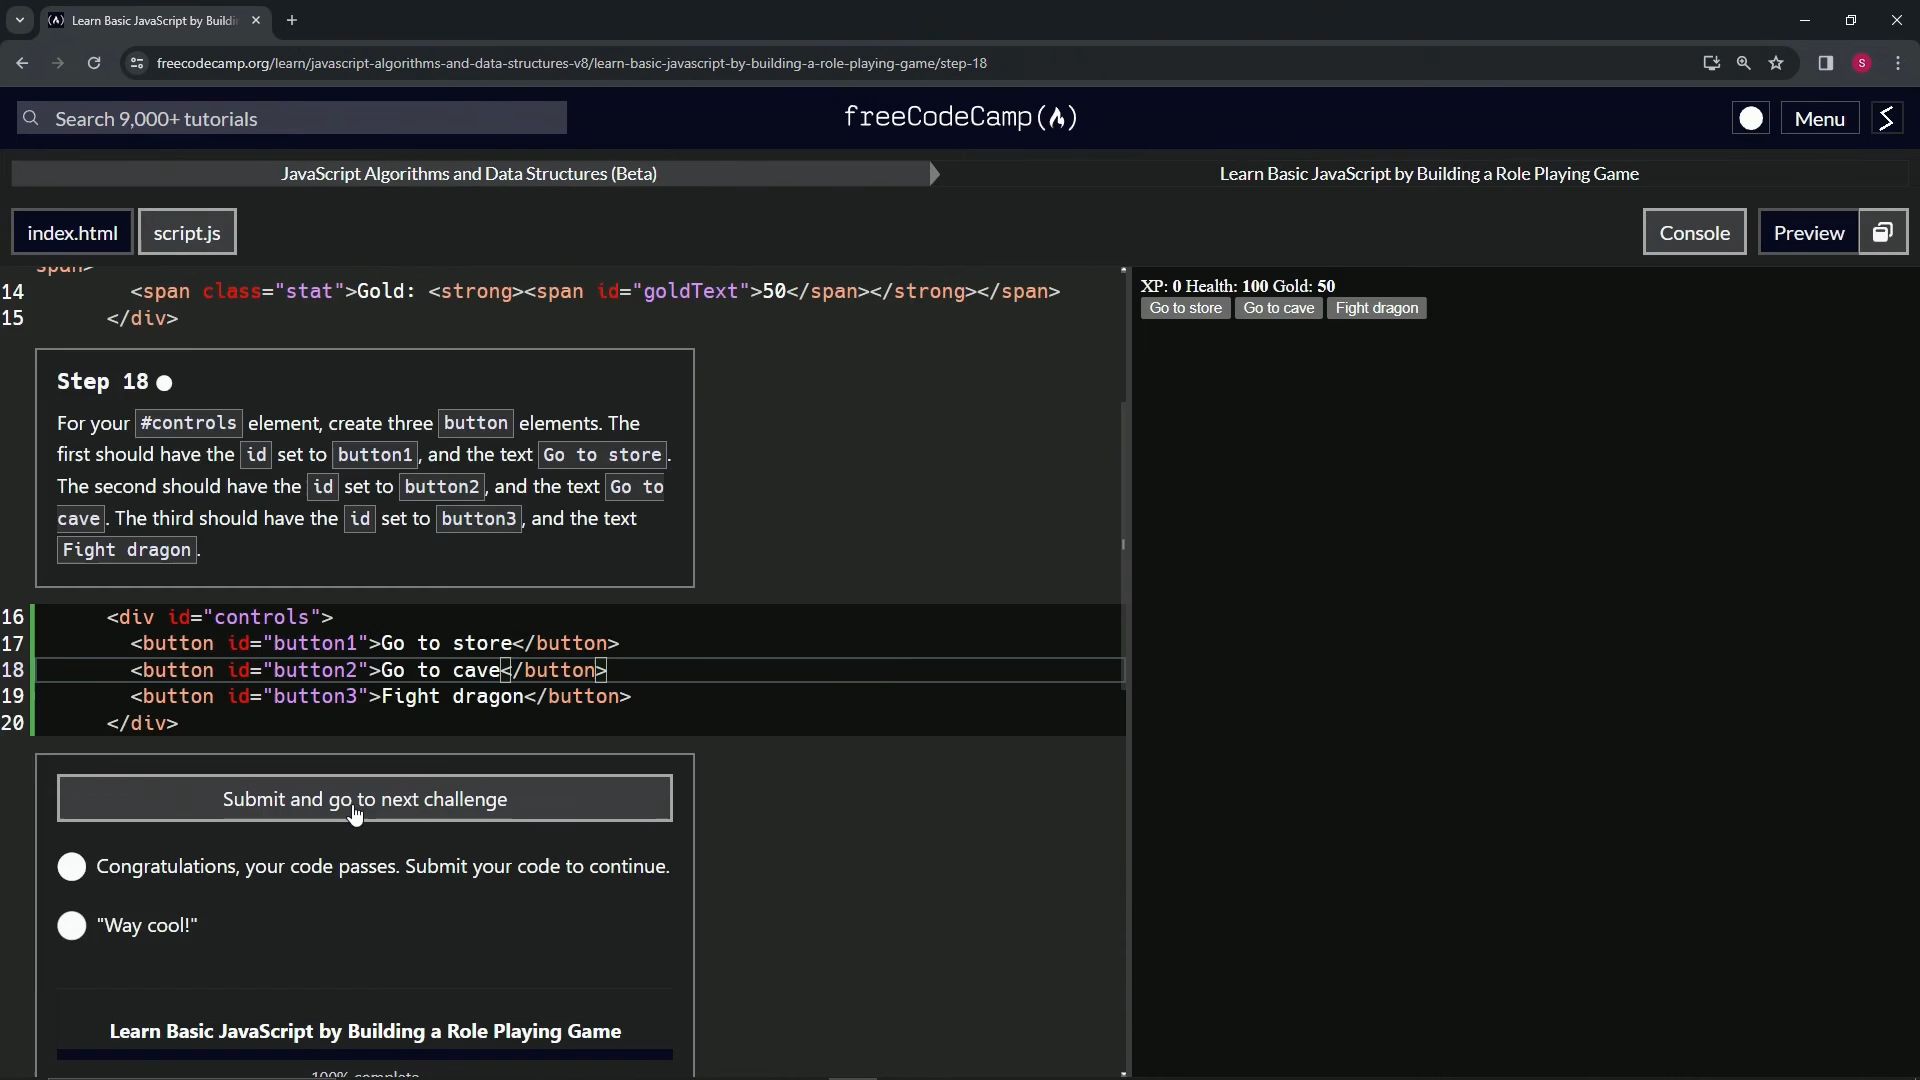 Learn Basic JavaScript by Buildi
freecodecamp.org/learn/javascript-algorithms-and-data-structures-v8/learn-basic-javascript-by-building-a-role-playing-game/step-18
S
Search 9,000+ tutorials
freeCodeCamp
Menu
JavaScript Algorithms and Data Structures (Beta)
Learn Basic JavaScript by Building a Role Playing Game
index.html
script.js
Console
Preview
span>
14 <span class="stat">Gold: <strong><span id="goldText">50</span></strong></span>
15 </div>
XP: 0 Health: 100 Gold: 50
Go to store Go to cave Fight dragon
Step 18
For your #controls element, create three button elements. The
first should have the id set to button1, and the text Go to store.
The second should have the id set to button2, and the text Go to
cave. The third should have the id set to button3, and the text
Fight dragon.
16 <div id="controls">
17 <button id="button1">Go to store</button>
18 <button id="button2">Go to cave</button>
19 <button id="button3">Fight dragon</button>
20 </div>
Submit and go to next challenge
Congratulations, your code passes. Submit your code to continue.
"Way cool!"
Learn Basic JavaScript by Building a Role Playing Game
100% complete